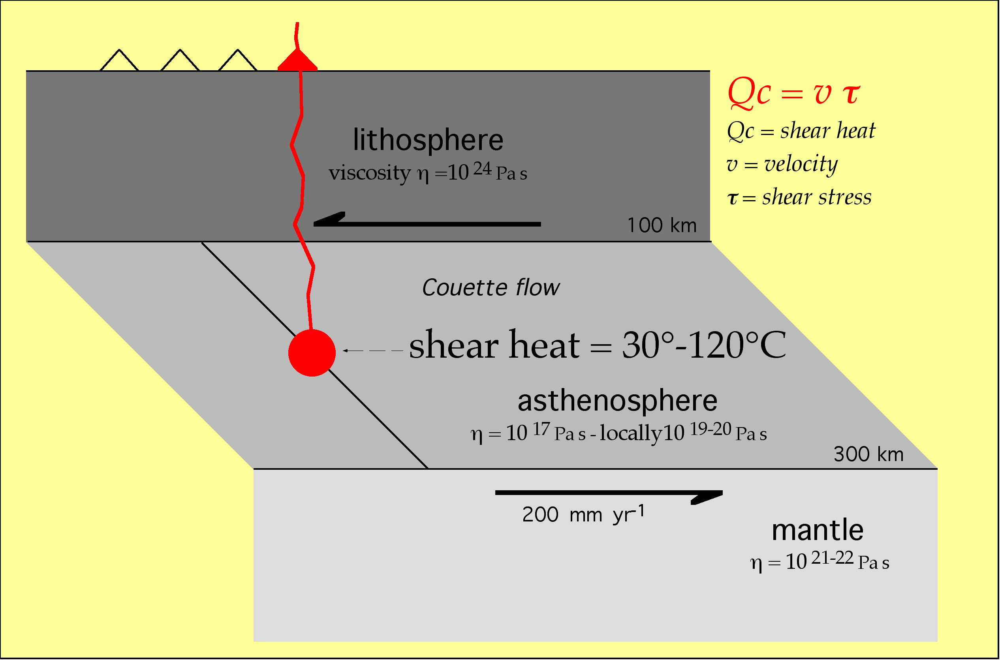 Qc = v τ
Qc = shear heat
v = velocity
τ = shear stress
lithosphere
viscosity η =10 24 Pa s
100 km
Couette flow
shear heat = 30°-120°C
asthenosphere
η = 10 17 Pa s - locally10 19-20 Pa s
300 km
200 mm yr-1
mantle
η = 10 21-22 Pa s